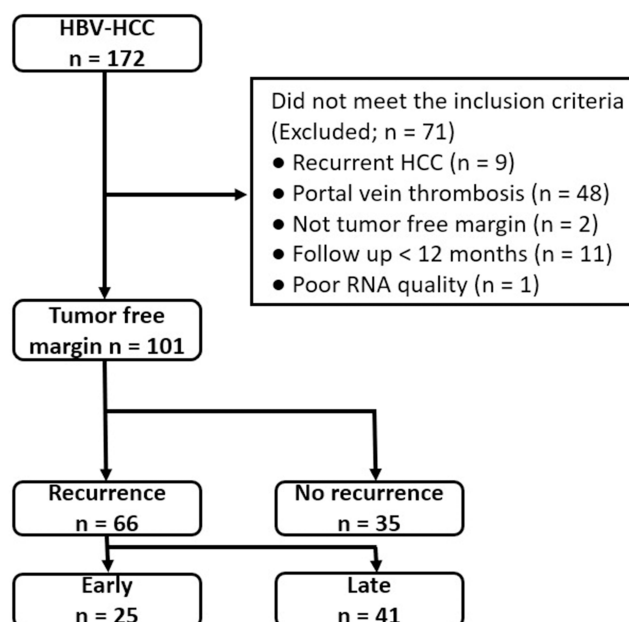 HBV-HCC
n = 172
Did not meet the inclusion criteria
(Excluded; n = 71)
● Recurrent HCC (n = 9)
● Portal vein thrombosis (n = 48)
● Not tumor free margin (n = 2)
● Follow up < 12 months (n = 11)
● Poor RNA quality (n = 1)
Tumor free
margin n = 101
Recurrence
n = 66
No recurrence
n = 35
Early
n = 25
Late
n = 41